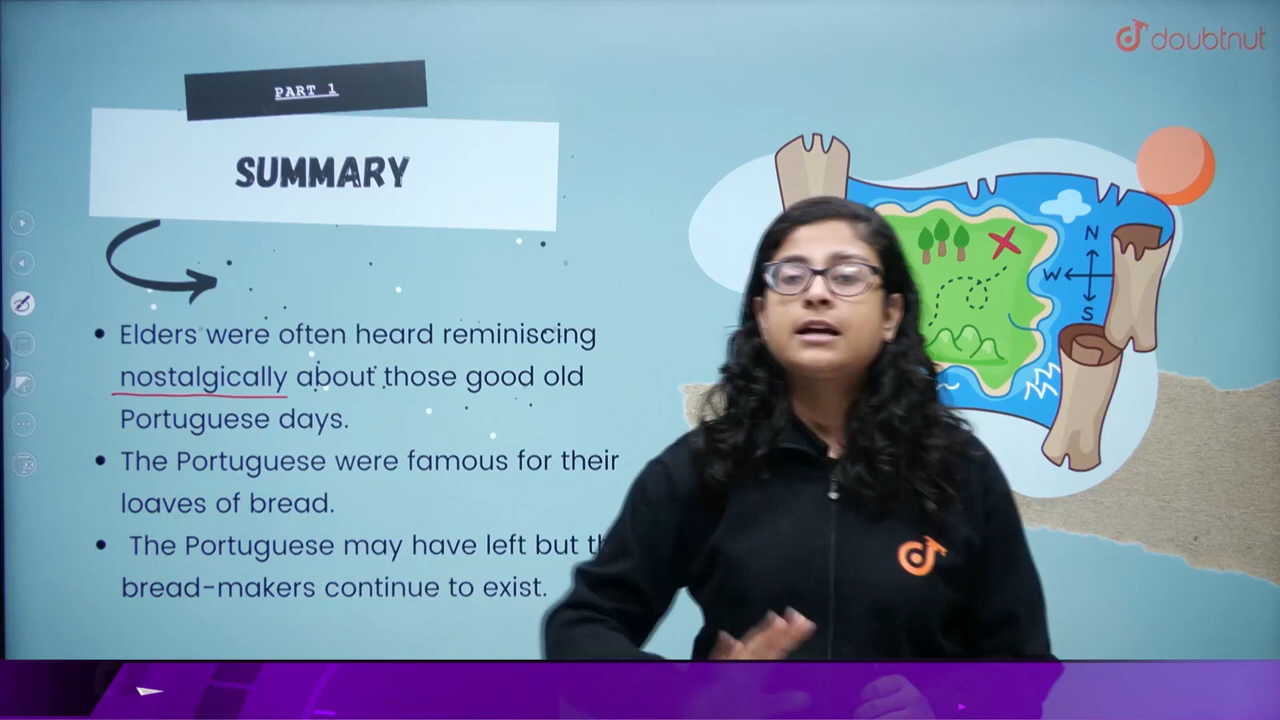 doubtnut
PART 1
SUMMARY
N
W
S
Elders were often heard reminiscing
nostalgically about those good old
Portuguese days.
The Portuguese were famous for their
loaves of bread.
The Portuguese may have left but
bread-makers continue to exist.